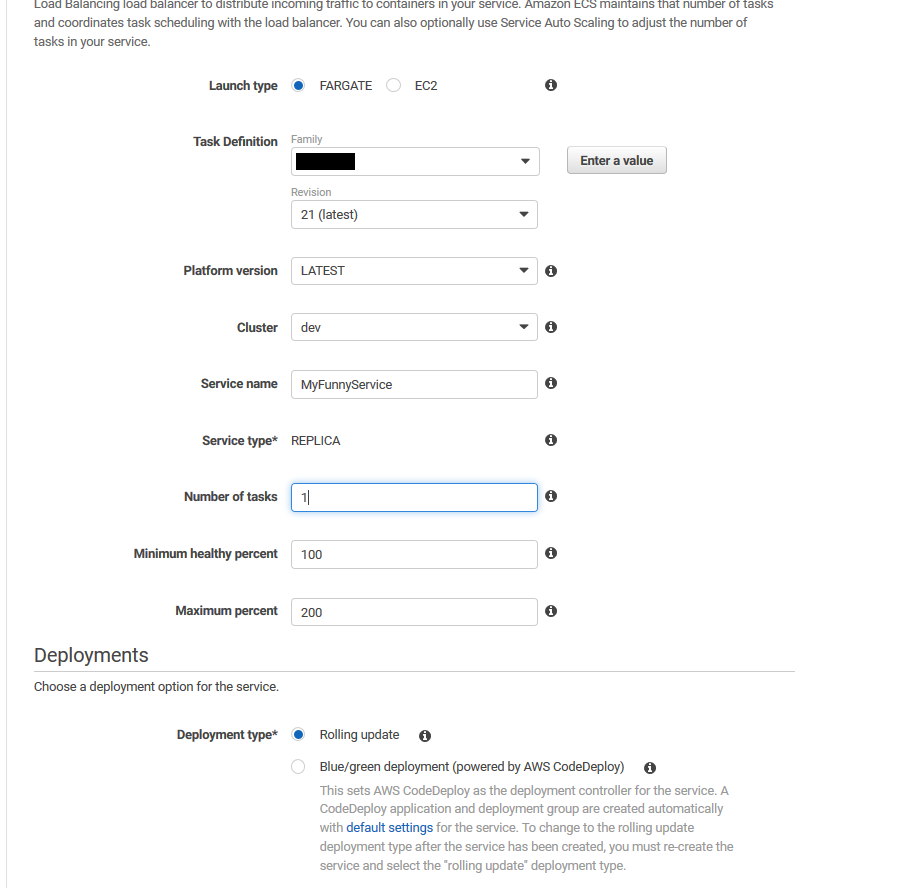 Load Balancing load balancer to distribute incoming traffic to containers in your service. Amazon ECS maintains that number of tasks
and coordinates task scheduling with the load balancer. You can also optionally use Service Auto Scaling to adjust the number of
tasks in your service.
Launch type FARGATE EC2
Task Definition Family
Enter a value
Revision
21 (latest)
Platform version LATEST
Cluster dev
Service name MyFunnyService
Service type* REPLICA
Number of tasks 1
Minimum healthy percent 100
Maximum percent 200
Deployments
Choose a deployment option for the service.
Deployment type* Rolling update
Blue/green deployment (powered by AWS CodeDeploy)
This sets AWS CodeDeploy as the deployment controller for the service. A
CodeDeploy application and deployment group are created automatically
with default settings for the service. To change to the rolling update
deployment type after the service has been created, you must re-create the
service and select the "rolling update" deployment type.